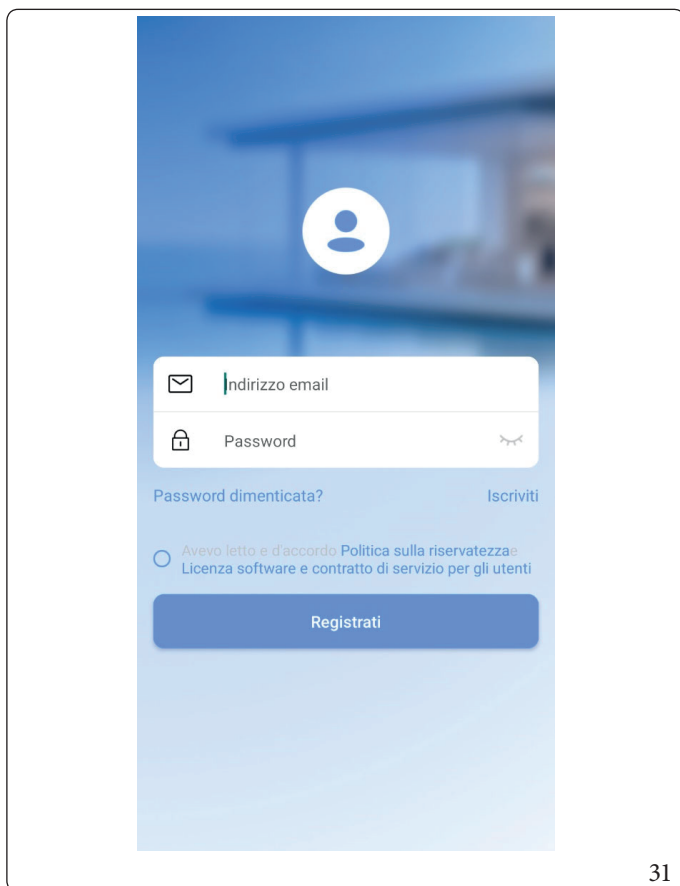 Indirizzo email
Password
Password dimenticata?
Iscriviti
Avevo letto e d'accordo Politica sulla riservatezzae
Licenza software e contratto di servizio per gli utenti
Registrati
31